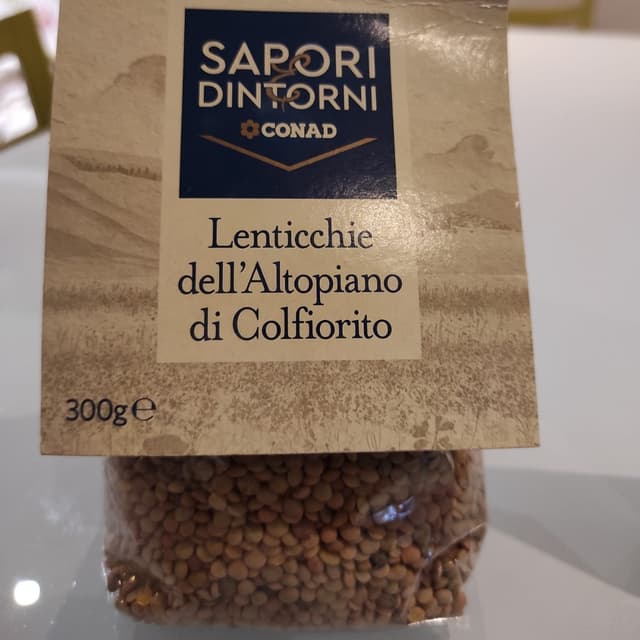 SAPORI
&
DINTORNI
CONAD
Lenticchie
dell'Altopiano
di Colfiorito
300g℮